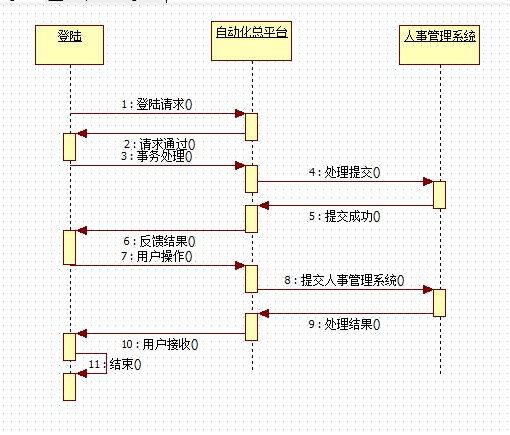 登陆
自动化总平台
人事管理系统
1 : 登陆请求()
2 : 请求通过()
3 : 事务处理()
4 : 处理提交()
5 : 提交成功()
6 : 反馈结果()
7 : 用户操作()
8 : 提交人事管理系统()
9 : 处理结果()
10 : 用户接收()
11 : 结束()